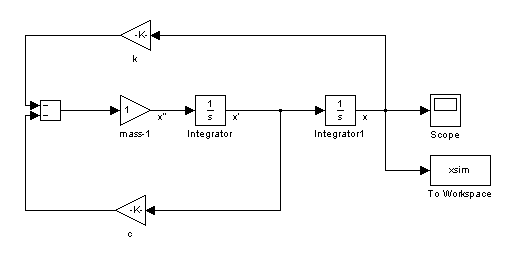 -K-
k
1
mass-1
x''
1
s
Integrator
x'
1
s
Integrator1
x
Scope
xsim
To Workspace
-K-
c